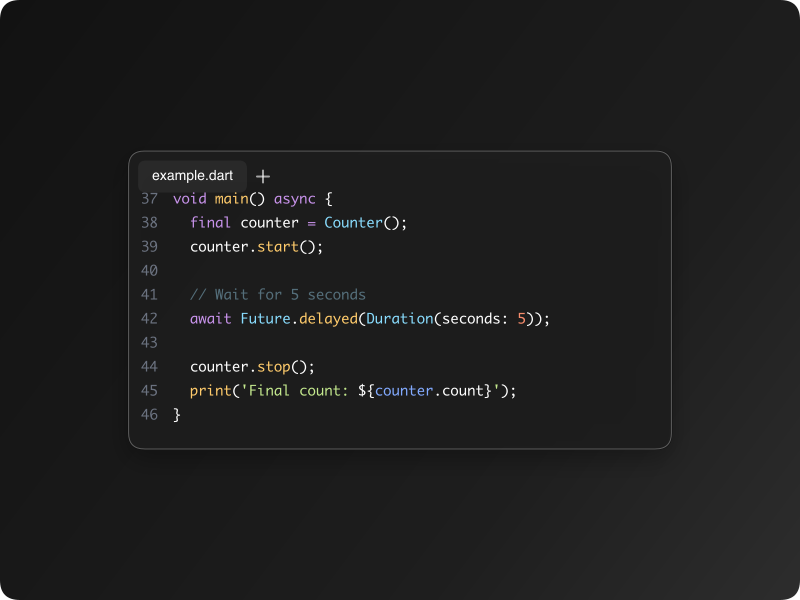 example.dart +
37 void main() async {
38   final counter = Counter();
39   counter.start();
40
41   // Wait for 5 seconds
42   await Future.delayed(Duration(seconds: 5));
43
44   counter.stop();
45   print('Final count: ${counter.count}');
46 }